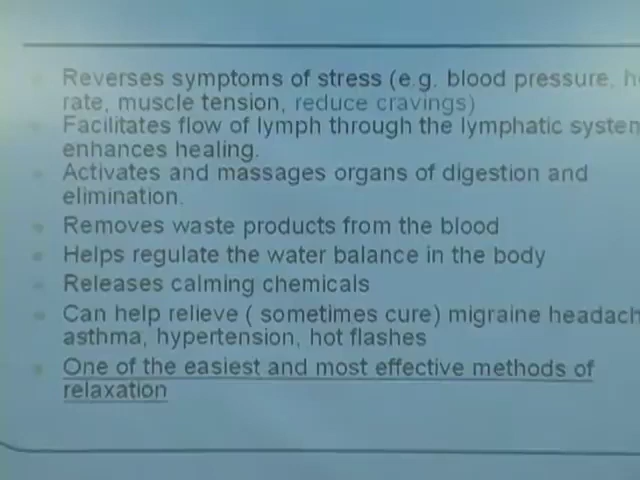 Reverses symptoms of stress (e.g. blood pressure,
rate, muscle tension, reduce cravings)
Facilitates flow of lymph through the lymphatic
enhances healing.
Activates and massages organs of digestion and
elimination.
Removes waste products from the blood
Helps regulate the water balance in the body
Releases calming chemicals
Can help relieve ( sometimes cure) migraine
asthma, hypertension, hot flashes
One of the easiest and most effective methods of
relaxation